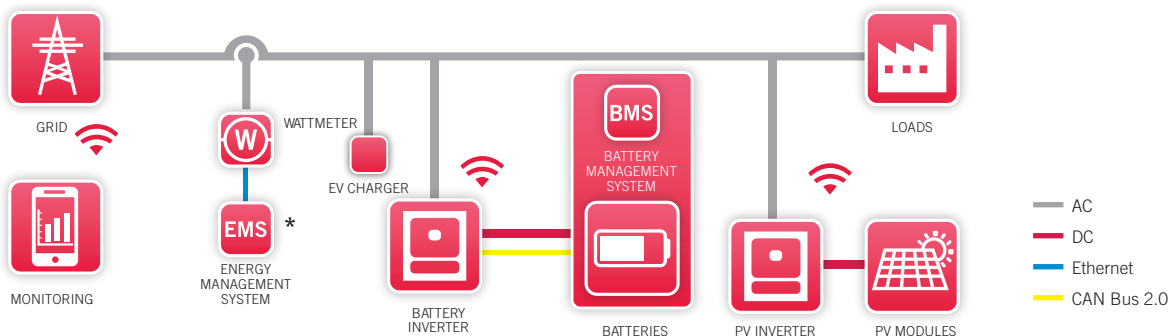 GRID
W
WATTMETER
EV CHARGER
BMS
BATTERY
MANAGEMENT
SYSTEM
LOADS
MONITORING
EMS *
ENERGY
MANAGEMENT
SYSTEM
BATTERY
INVERTER
BATTERIES
PV INVERTER
PV MODULES
AC
DC
Ethernet
CAN Bus 2.0